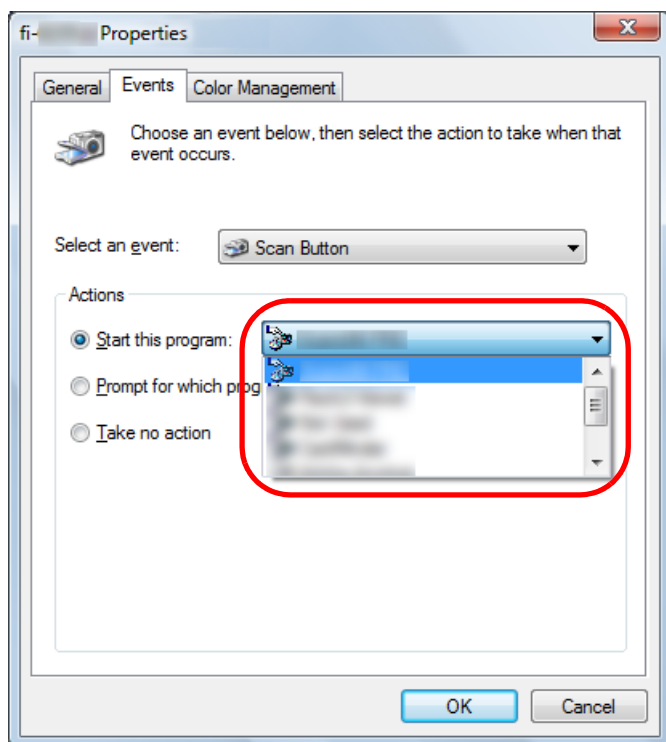 fi- Properties
General Events Color Management
Choose an event below, then select the action to take when that
event occurs.
Select an event: Scan Button
Actions
Start this program:
Prompt for which prog
Take no action
OK Cancel